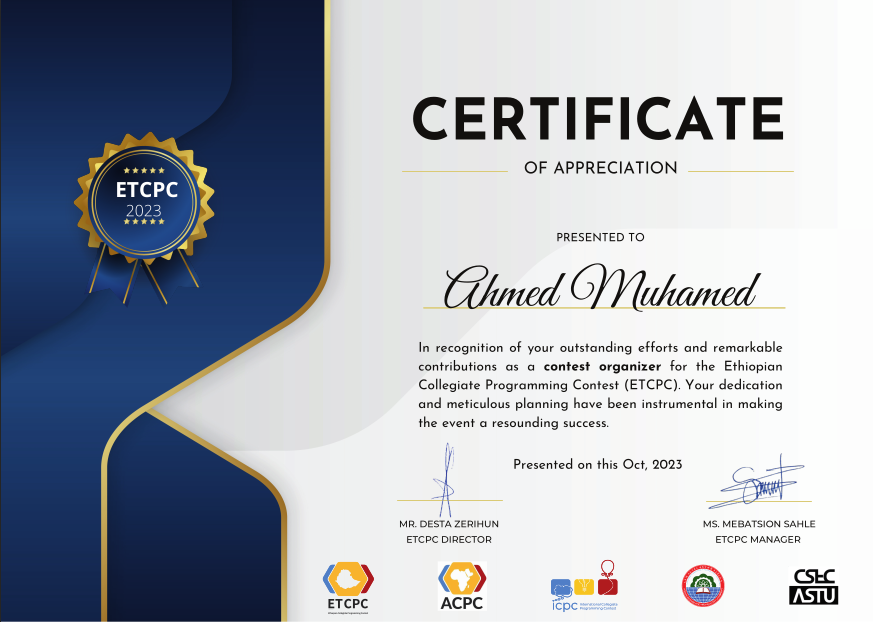 CERTIFICATE
OF APPRECIATION
ETCPC
2023
PRESENTED TO
Ahmed Muhamed
In recognition of your outstanding efforts and remarkable
contributions as a contest organizer for the Ethiopian
Collegiate Programming Contest (ETCPC). Your dedication
and meticulous planning have been instrumental in making
the event a resounding success.
Presented on this Oct, 2023
MR. DESTA ZERIHUN
ETCPC DIRECTOR
MS. MEBATSION SAHLE
ETCPC MANAGER
ETCPC
ACPC
icpc International Collegiate
Programming Contest
CSEC
ASTU